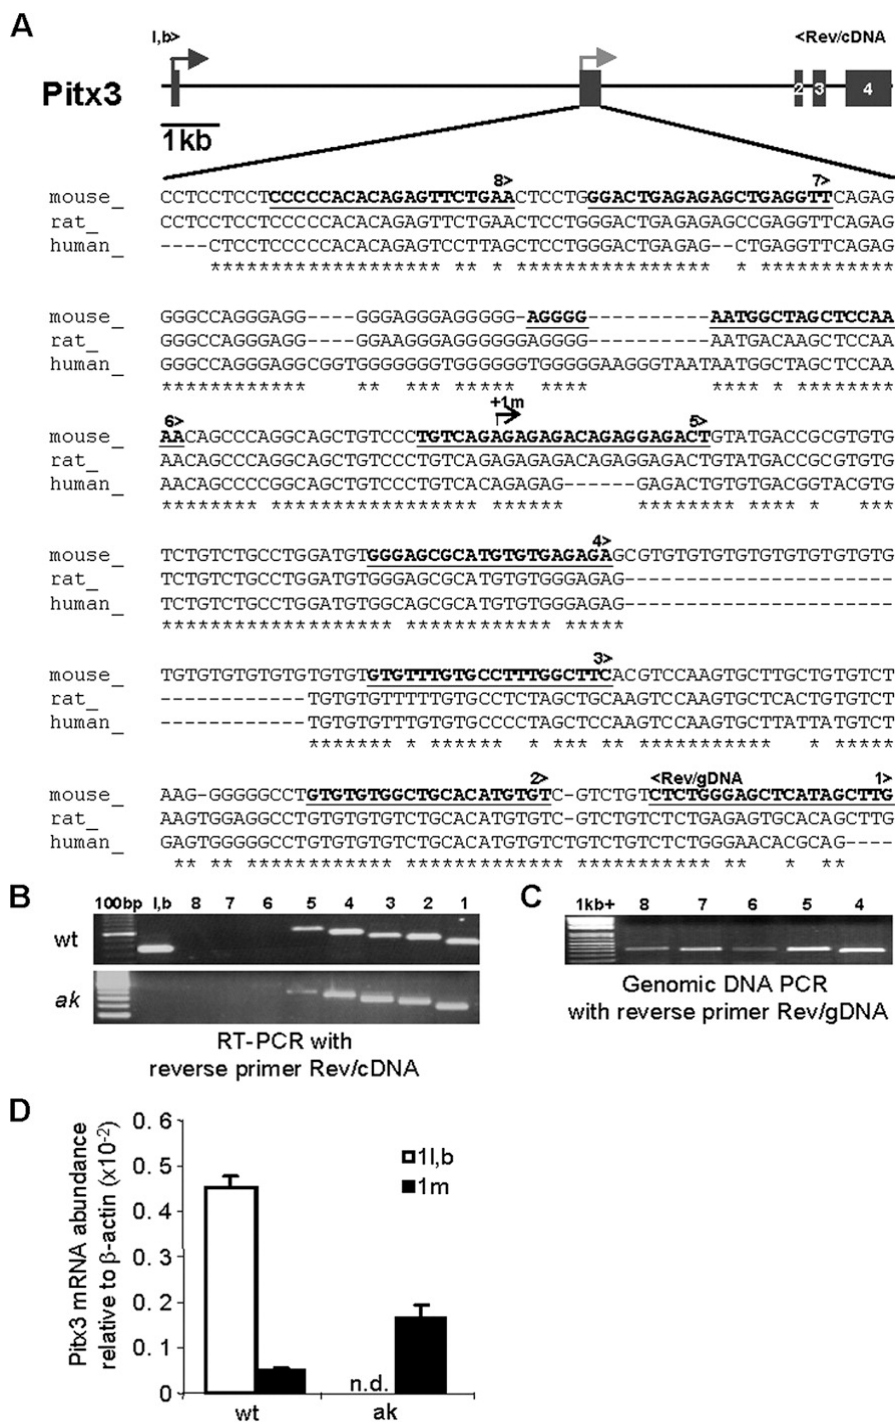 A
l,b>
<Rev/cDNA
Pitx3
2 3 4
1kb
8> 7>
mouse_ CCTCCTCCTCCCCCACACAGAGTTCTGAACTCCTGGGACTGAGAGAGCTGAGGTTCAGAG
rat_ CCTCCTCCTCCCCCACACAGAGTTCTGAACTCCTGGGACTGAGAGAGCCGAGGTTCAGAG
human_ ----CTCCTCCCCCACACAGAGTCCTTAGCTCCTGGGACTGAGAG--CTGAGGTTCAGAG
******************* ** * ***************** * ***********
mouse_ GGGCCAGGGAGG----GGGAGGGAGGGGG-AGGGG----------AATGGCTAGCTCCAA
rat_ GGGCCAGGGAGG----GGAAGGGAGGGGGGAGGGG----------AATGACAAGCTCCAA
human_ GGGCCAGGGAGGCGGTGGGGGGGTGGGGGGTGGGGGAAGGGTAATAATGGCTAGCTCCAA
************ ** *** ***** **** **** * ********
6> +1m 5>
mouse_ AACAGCCCAGGCAGCTGTCCCTGTCAGAGAGAGACAGAGGAGACTGTATGACCGCGTGTG
rat_ AACAGCCCAGGCAGCTGTCCCTGTCAGAGAGAGACAGAGGAGACTGTATGACCGCGTGTG
human_ AACAGCCCCGGCAGCTGTCCCTGTCACAGAGAG------GAGACTGTGTGACGGTACGTG
******** ***************** ****** ******** **** * ***
4>
mouse_ TCTGTCTGCCTGGATGTGGGAGCGCATGTGTGAGAGAGCGTGTGTGTGTGTGTGTGTGTG
rat_ TCTGTCTGCCTGGATGTGGGAGCGCATGTGTGGGAGAG----------------------
human_ TCTGTCTGCCTGGATGTGGCAGCGCATGTGTGGGAGAG----------------------
******************* ************ *****
3>
mouse_ TGTGTGTGTGTGTGTGTGTGTTTGTGCCTTTGGCTTCACGTCCAAGTGCTTGCTGTGTCT
rat_ ------------TGTGTGTTTTTGTGCCTCTAGCTGCAAGTCCAAGTGCTCACTGTGTCT
human_ ------------TGTGTGTTTGTGTGCCCCTAGCTCCAAGTCCAAGTGCTTATTATGTCT
******* * ****** * *** ** *********** * *****
2> <Rev/gDNA 1>
mouse_ AAG-GGGGGCCTGTGTGTGGCTGCACATGTGTC-GTCTGTCTCTGGGAGCTCATAGCTTG
rat_ AAGTGGAGGCCTGTGTGTGTCTGCACATGTGTC-GTCTGTCTCTGAGAGTGCACAGCTTG
human_ GAGTGGGGGCCTGTGTGTGTCTGCACATGTGTCTGTCTGTCTCTGGGAACACGCAG----
** ** ************ ************* *********** ** * **
B
100bp l,b 8 7 6 5 4 3 2 1
wt
ak
RT-PCR with
reverse primer Rev/cDNA
C
1kb+ 8 7 6 5 4
Genomic DNA PCR
with reverse primer Rev/gDNA
D
Pitx3 mRNA abundance
relative to β-actin (x10-2)
0.6
0.5
0.4
0.3
0.2
0.1
0
1l,b
1m
n.d.
wt ak